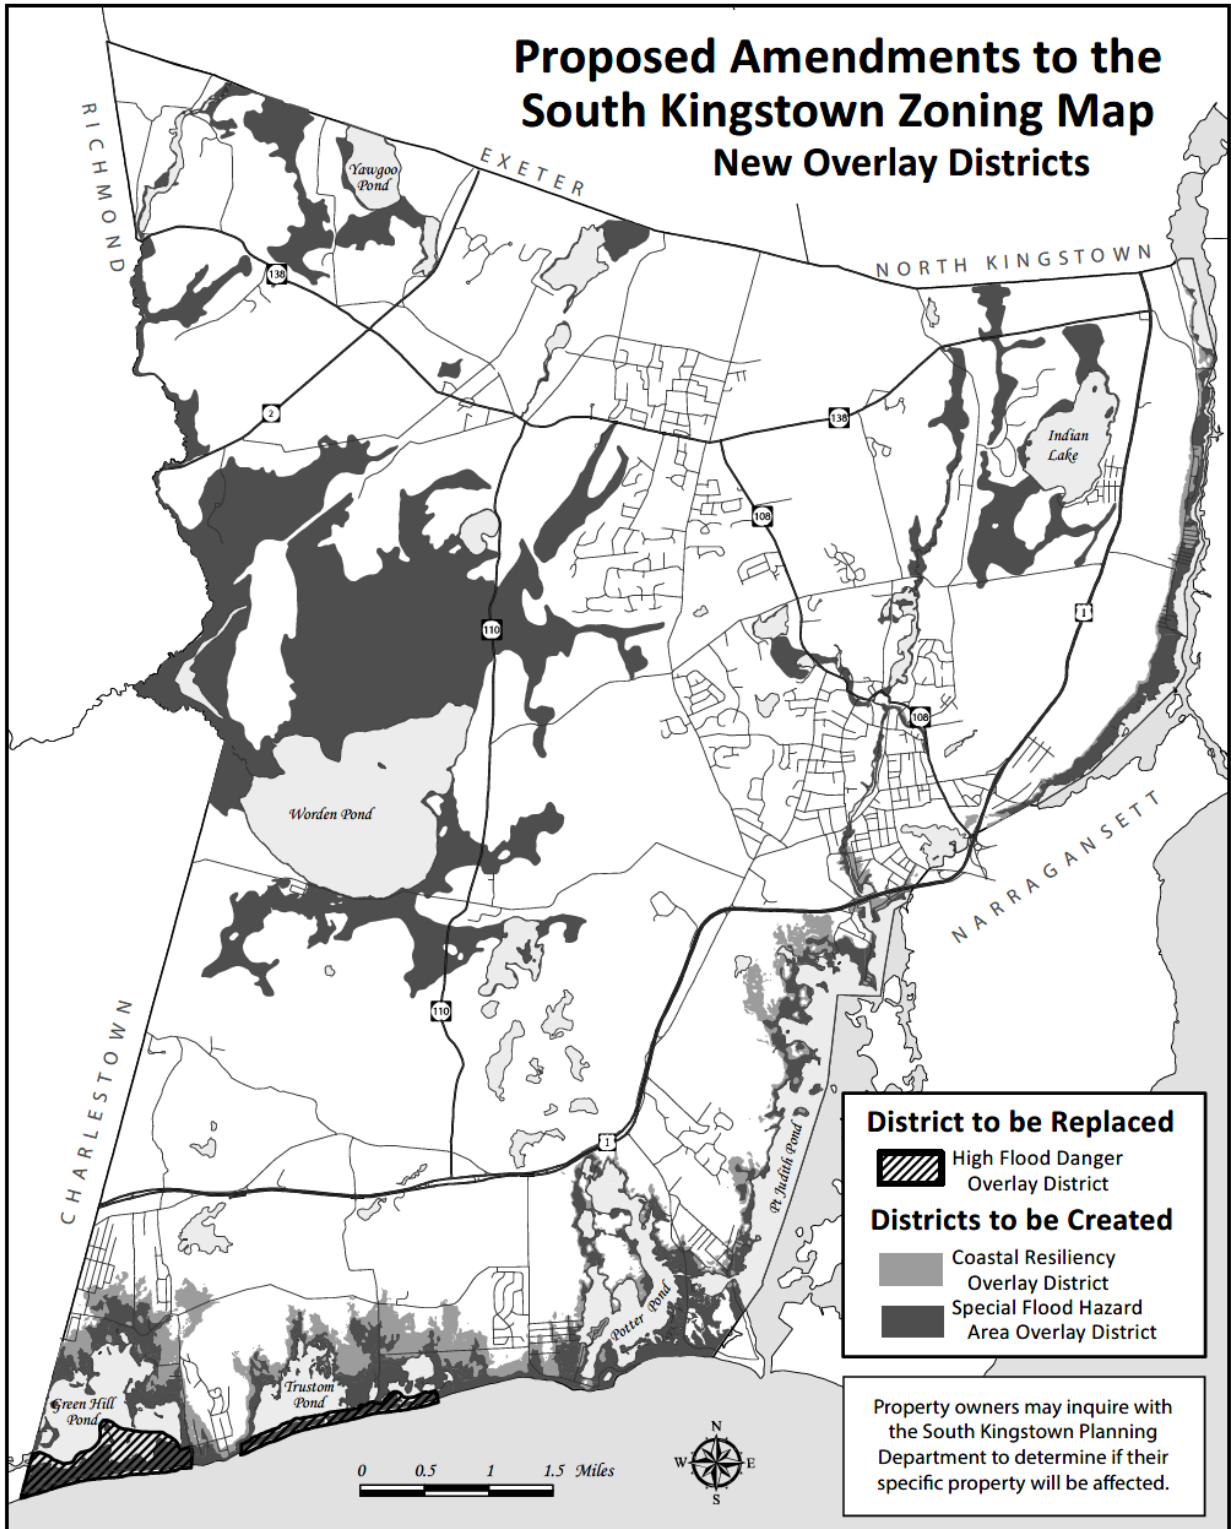 Proposed Amendments to the
South Kingstown Zoning Map
New Overlay Districts
RICHMOND
EXETER
NORTH KINGSTOWN
Yawgoo
Pond
138
2
138
Indian
Lake
108
110
1
108
Worden Pond
NARRAGANSETT
110
CHARLESTOWN
1
Pt Judith Pond
Potter Pond
Trustom
Pond
Green Hill
Pond
District to be Replaced
High Flood Danger
Overlay District
Districts to be Created
Coastal Resiliency
Overlay District
Special Flood Hazard
Area Overlay District
Property owners may inquire with
the South Kingstown Planning
Department to determine if their
specific property will be affected.
N
W E
S
0 0.5 1 1.5 Miles